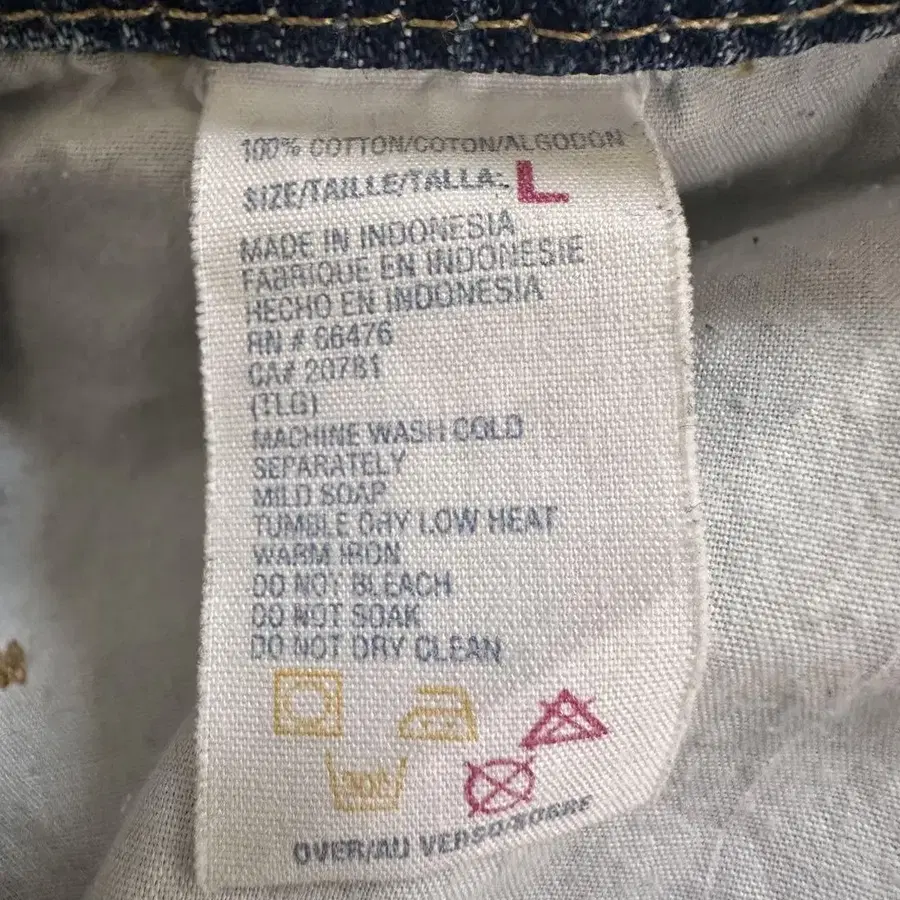 100% COTTON/COTON/ALGODON
SIZE/TAILLE/TALLA: L
MADE IN INDONESIA
FABRIQUE EN INDONESIE
HECHO EN INDONESIA
RN # 66476
CA# 20781
(TLG)
MACHINE WASH COLD
SEPARATELY
MILD SOAP
TUMBLE DRY LOW HEAT
WARM IRON
DO NOT BLEACH
DO NOT SOAK
DO NOT DRY CLEAN
OVER/AU VERSO/SOBRE